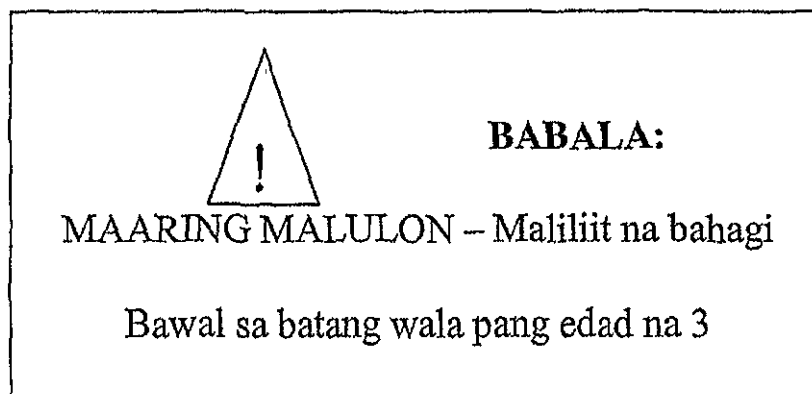 !
BABALA:
MAARING MALULON – Maliliit na bahagi
Bawal sa batang wala pang edad na 3